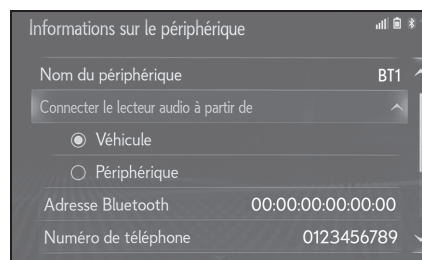 Informations sur le périphérique
Nom du périphérique BT1
Connecter le lecteur audio à partir de
Véhicule
Périphérique
Adresse Bluetooth 00:00:00:00:00:00
Numéro de téléphone 0123456789